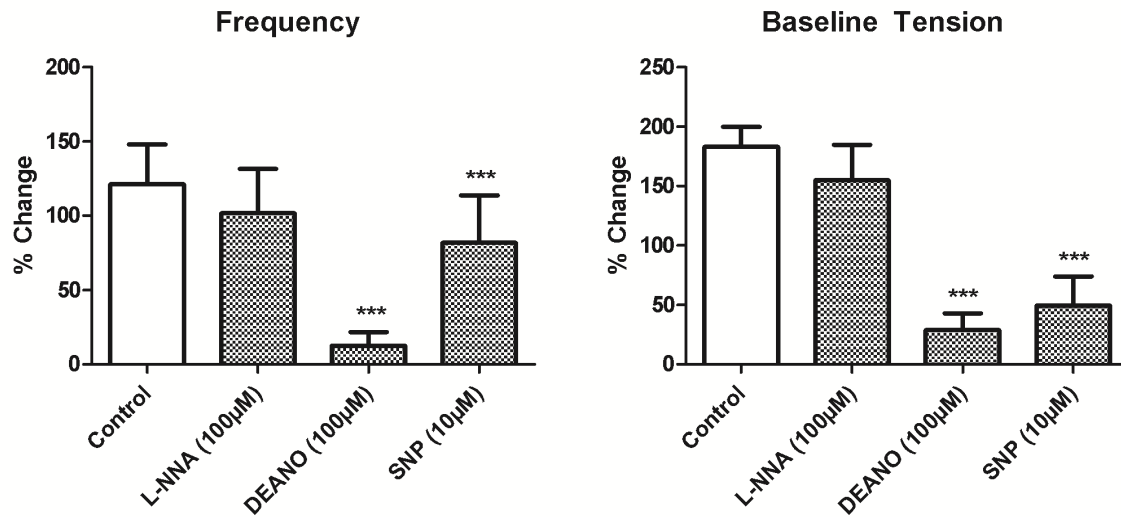 Frequency
% Change
200
150
100
50
0
***
***
Control
L-NNA (100µM)
DEANO (100µM)
SNP (10µM)
Baseline Tension
% Change
250
200
150
100
50
0
***
***
Control
L-NNA (100µM)
DEANO (100µM)
SNP (10µM)